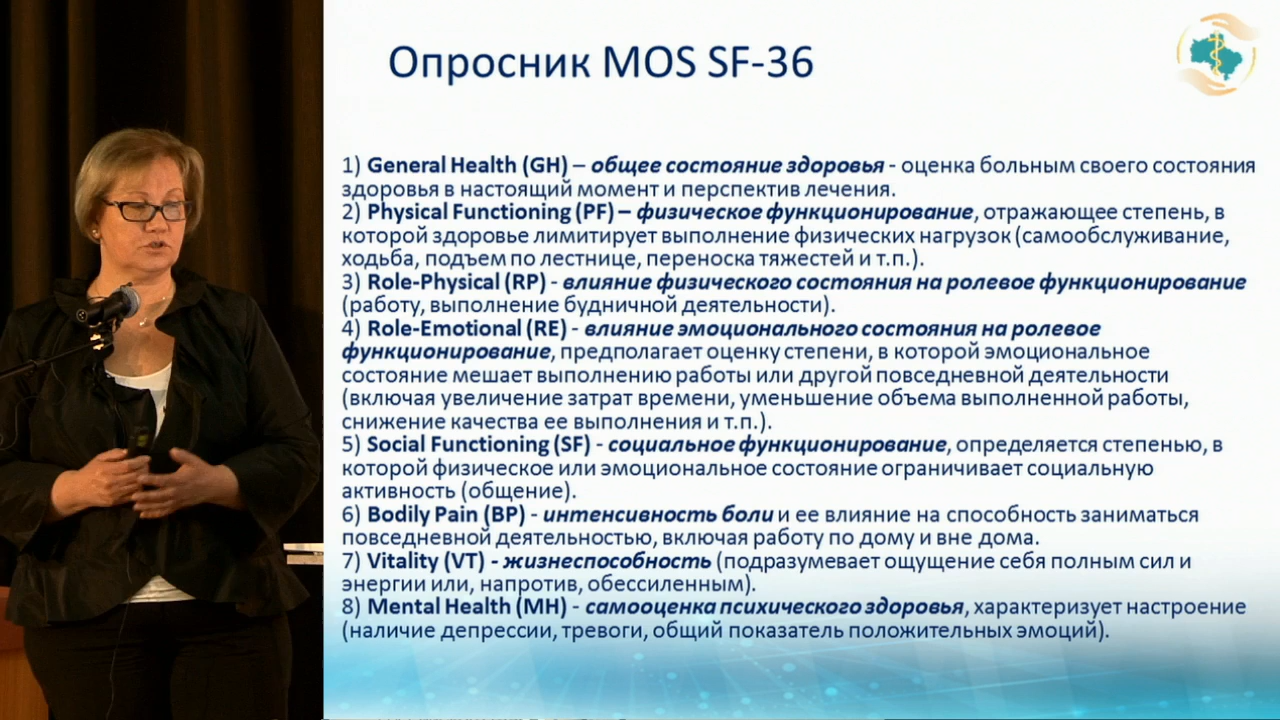 Опросник MOS SF-36
1) General Health (GH) – общее состояние здоровья - оценка больным своего состояния
здоровья в настоящий момент и перспектив лечения.
2) Physical Functioning (PF) – физическое функционирование, отражающее степень, в
которой здоровье лимитирует выполнение физических нагрузок (самообслуживание,
ходьба, подъем по лестнице, переноска тяжестей и т.п.).
3) Role-Physical (RP) - влияние физического состояния на ролевое функционирование
(работу, выполнение будничной деятельности).
4) Role-Emotional (RE) - влияние эмоционального состояния на ролевое
функционирование, предполагает оценку степени, в которой эмоциональное
состояние мешает выполнению работы или другой повседневной деятельности
(включая увеличение затрат времени, уменьшение объема выполненной работы,
снижение качества ее выполнения и т.п.).
5) Social Functioning (SF) - социальное функционирование, определяется степенью, в
которой физическое или эмоциональное состояние ограничивает социальную
активность (общение).
6) Bodily Pain (BP) - интенсивность боли и ее влияние на способность заниматься
повседневной деятельностью, включая работу по дому и вне дома.
7) Vitality (VT) - жизнеспособность (подразумевает ощущение себя полным сил и
энергии или, напротив, обессиленным).
8) Mental Health (MH) - самооценка психического здоровья, характеризует настроение
(наличие депрессии, тревоги, общий показатель положительных эмоций).